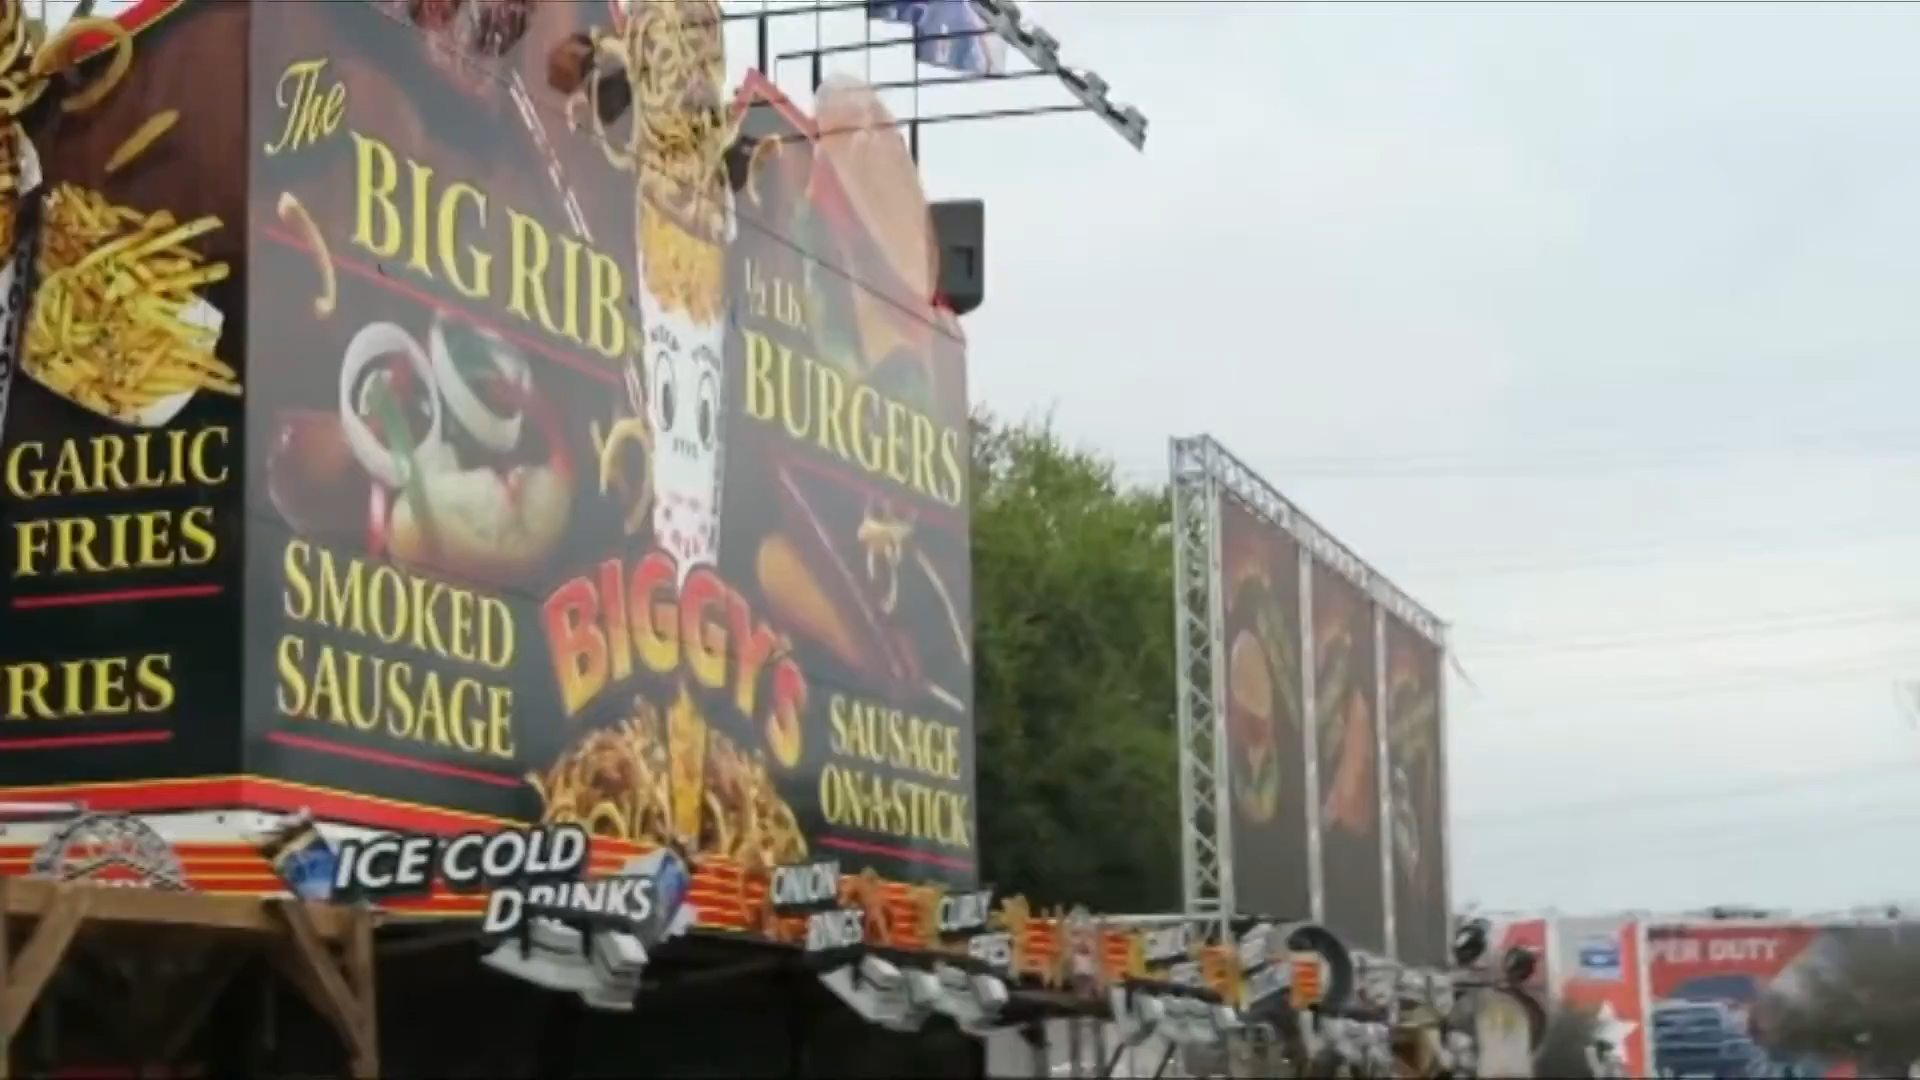 The
BIG RIB
½ Lb.
BURGERS
GARLIC
FRIES
RIES
SMOKED
SAUSAGE
BIGGY's
SAUSAGE
ON-A-STICK
ICE COLD
DRINKS
ONION
RINGS
CURLY
FRIES
PER DUTY